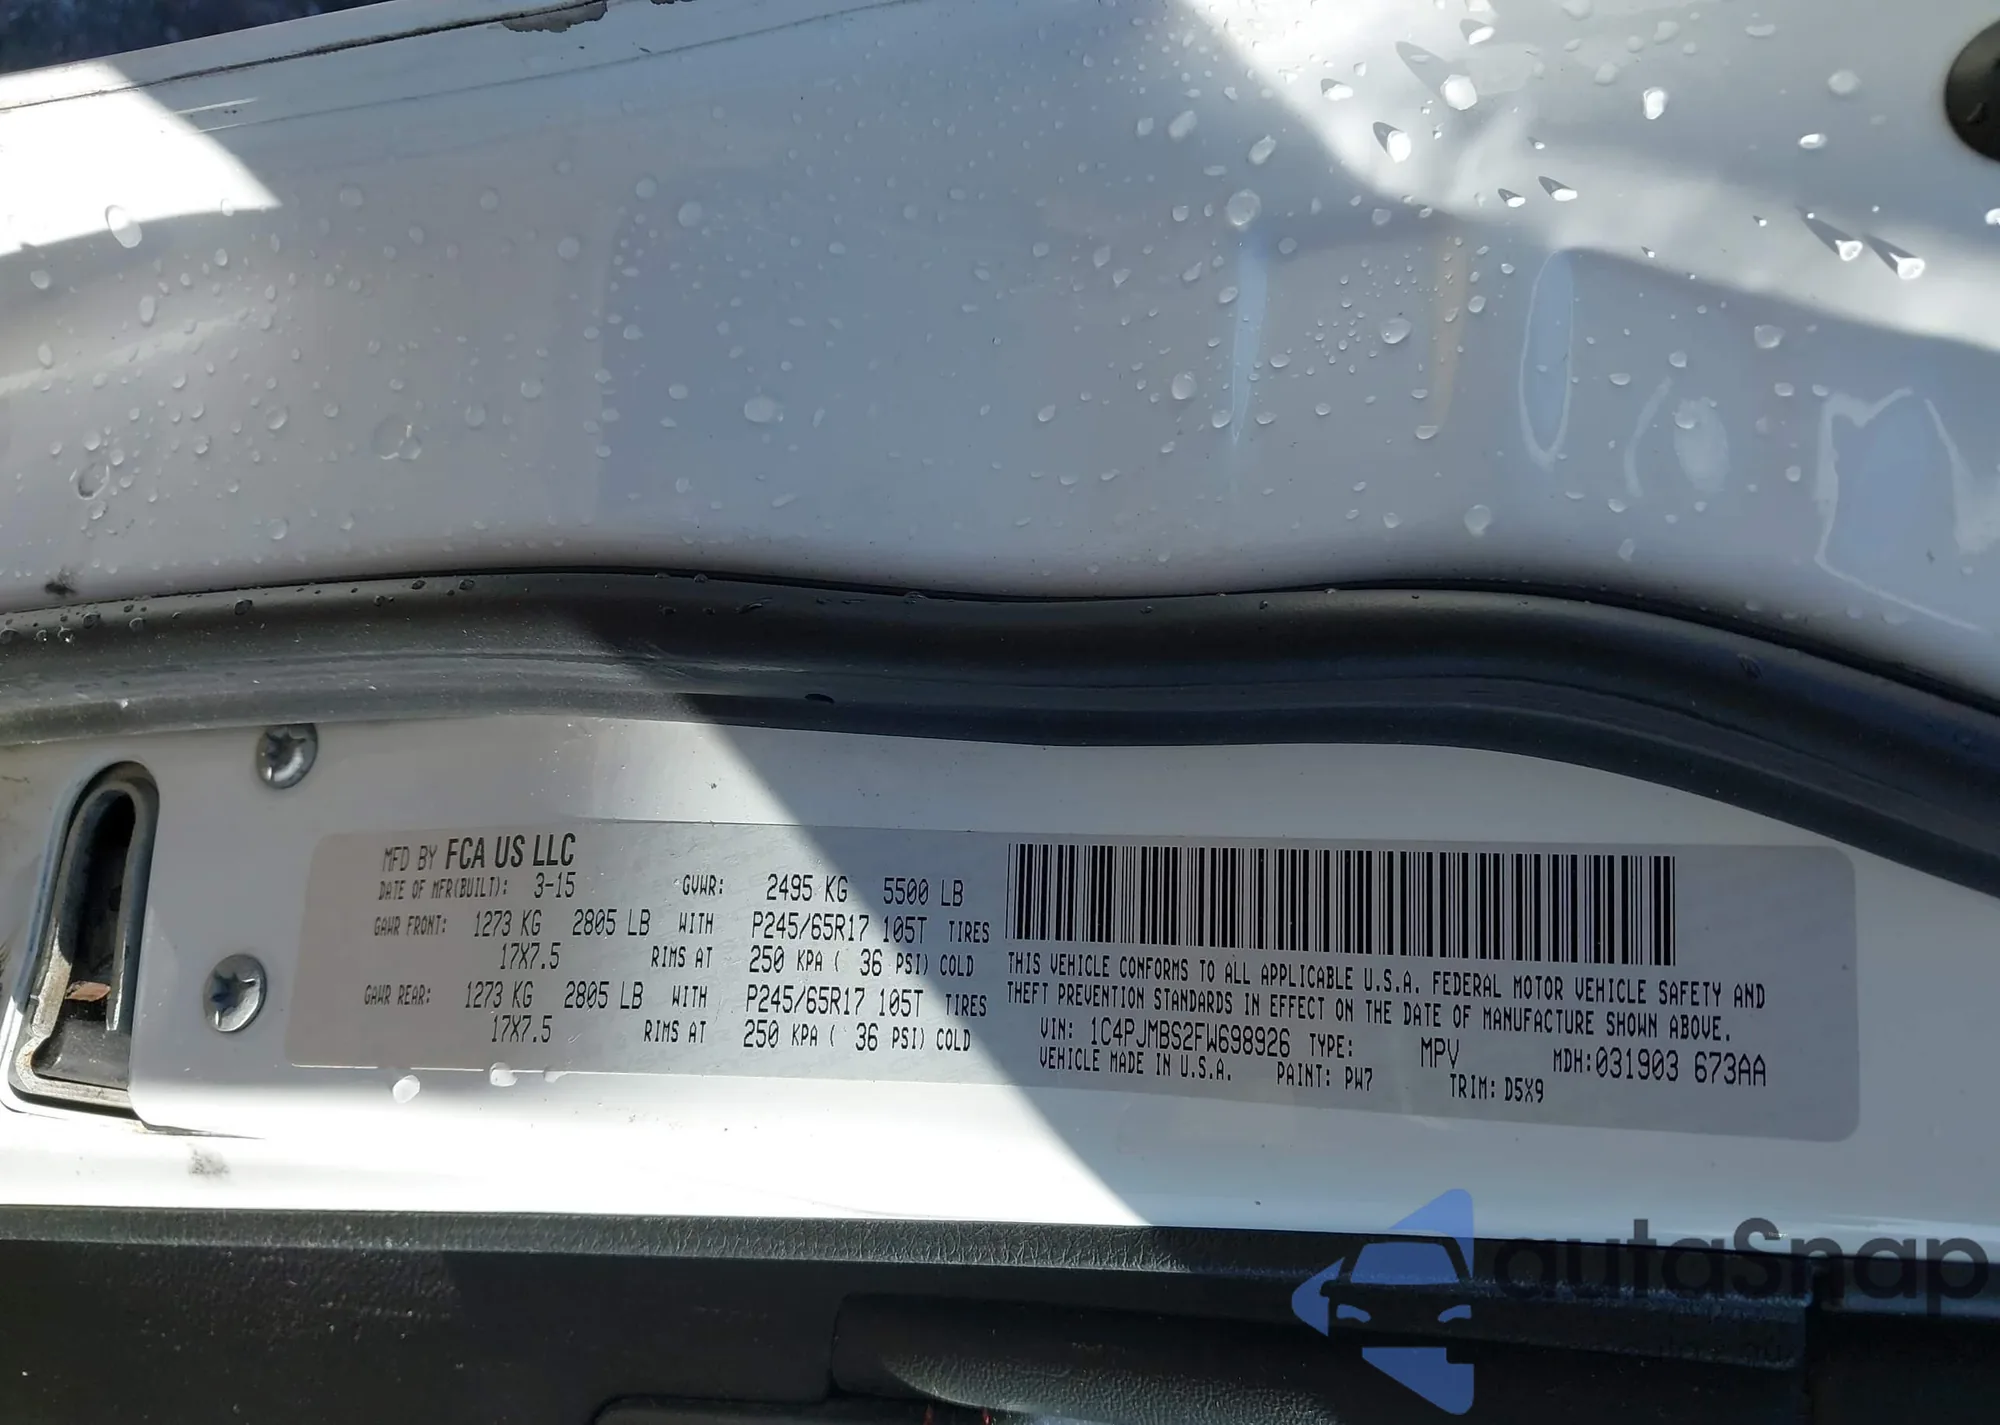 MFD BY FCA US LLC
DATE OF MFR(BUILT): 3-15 GVWR: 2495 KG 5500 LB
GAWR FRONT: 1273 KG 2805 LB WITH P245/65R17 105T TIRES
17X7.5 RIMS AT 250 KPA ( 36 PSI) COLD
GAWR REAR: 1273 KG 2805 LB WITH P245/65R17 105T TIRES
17X7.5 RIMS AT 250 KPA ( 36 PSI) COLD
THIS VEHICLE CONFORMS TO ALL APPLICABLE U.S.A. FEDERAL MOTOR VEHICLE SAFETY AND
THEFT PREVENTION STANDARDS IN EFFECT ON THE DATE OF MANUFACTURE SHOWN ABOVE.
VIN: 1C4PJMBS2FW698926 TYPE: MPV MDH:031903 673AA
VEHICLE MADE IN U.S.A. PAINT: PW7 TRIM: D5X9
autaSnap